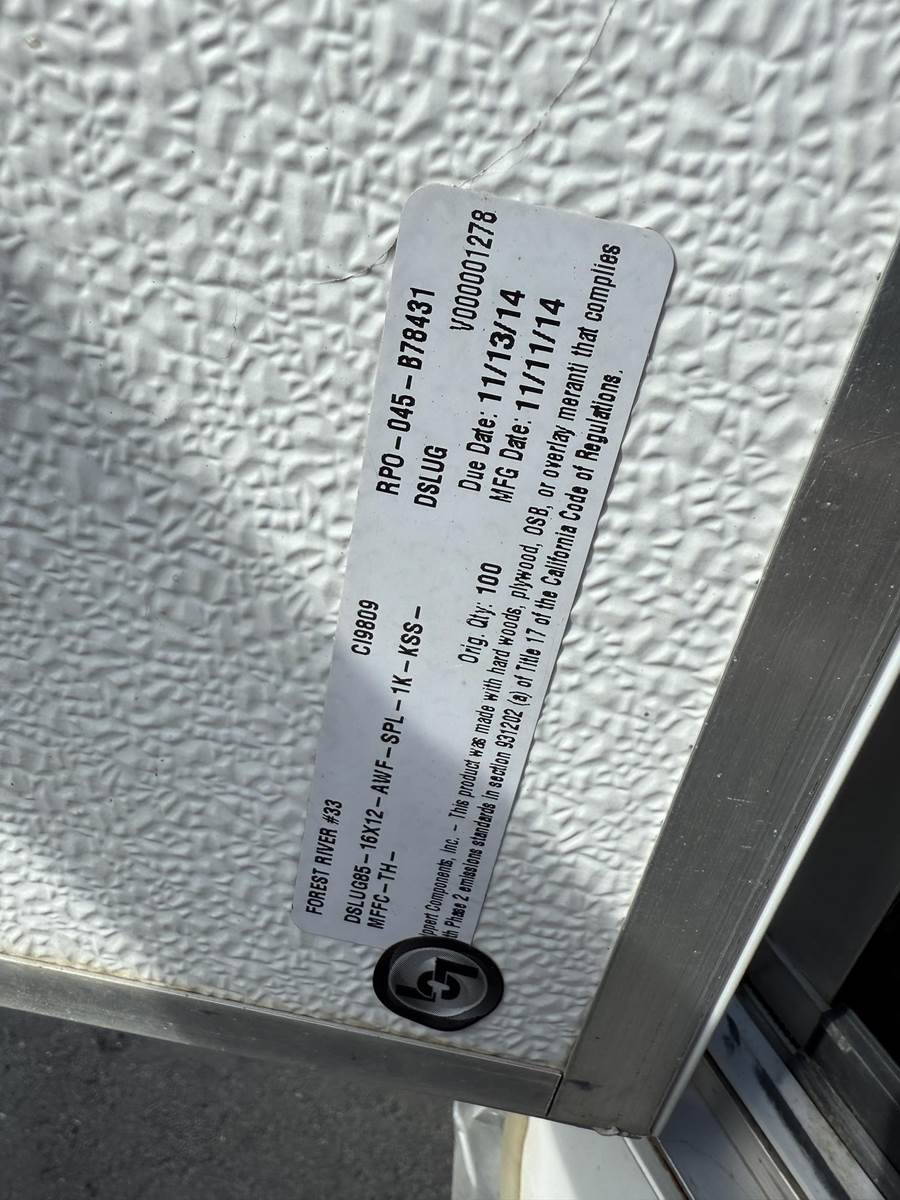 FOREST RIVER #33 CI9809 RPO-045-B78431
DSLUG85-16X12-AWF-SPL-1K-KSS- DSLUG
MFFC-TH- V000001278
Orig. Qty: 100 Due Date: 11/13/14
MFG Date: 11/11/14
ppert Components, Inc. - This product was made with hard woods, plywood, OSB, or overlay meranti that complies
th Phase 2 emissions standards in section 931202 (a) of Title 17 of the California Code of Regulations.